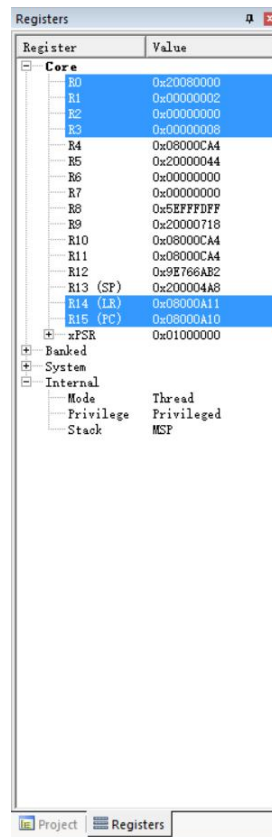 Registers
Register Value
Core
R0 0x20080000
R1 0x00000002
R2 0x00000000
R3 0x00000008
R4 0x08000CA4
R5 0x20000044
R6 0x00000000
R7 0x00000000
R8 0x5EFFFDFF
R9 0x20000718
R10 0x08000CA4
R11 0x08000CA4
R12 0x9E766AB2
R13 (SP) 0x200004A8
R14 (LR) 0x08000A11
R15 (PC) 0x08000A10
xPSR 0x01000000
Banked
System
Internal
Mode Thread
Privilege Privileged
Stack MSP
Project Registers